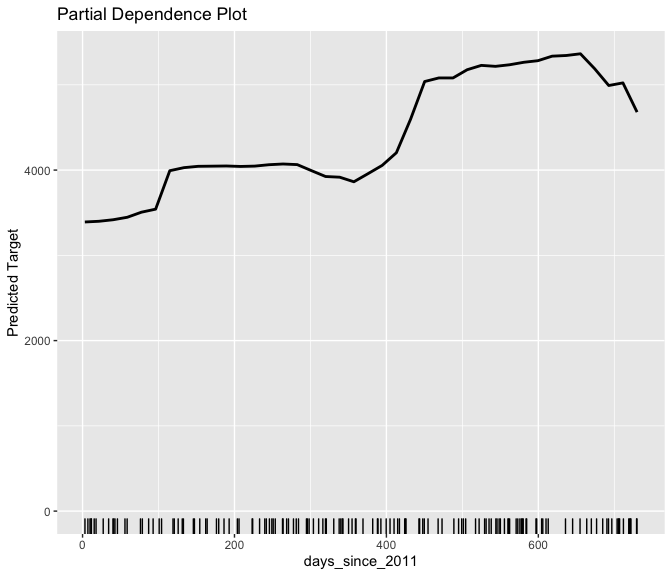 Partial Dependence Plot
Predicted Target
4000
2000
0
0 200 400 600
days_since_2011